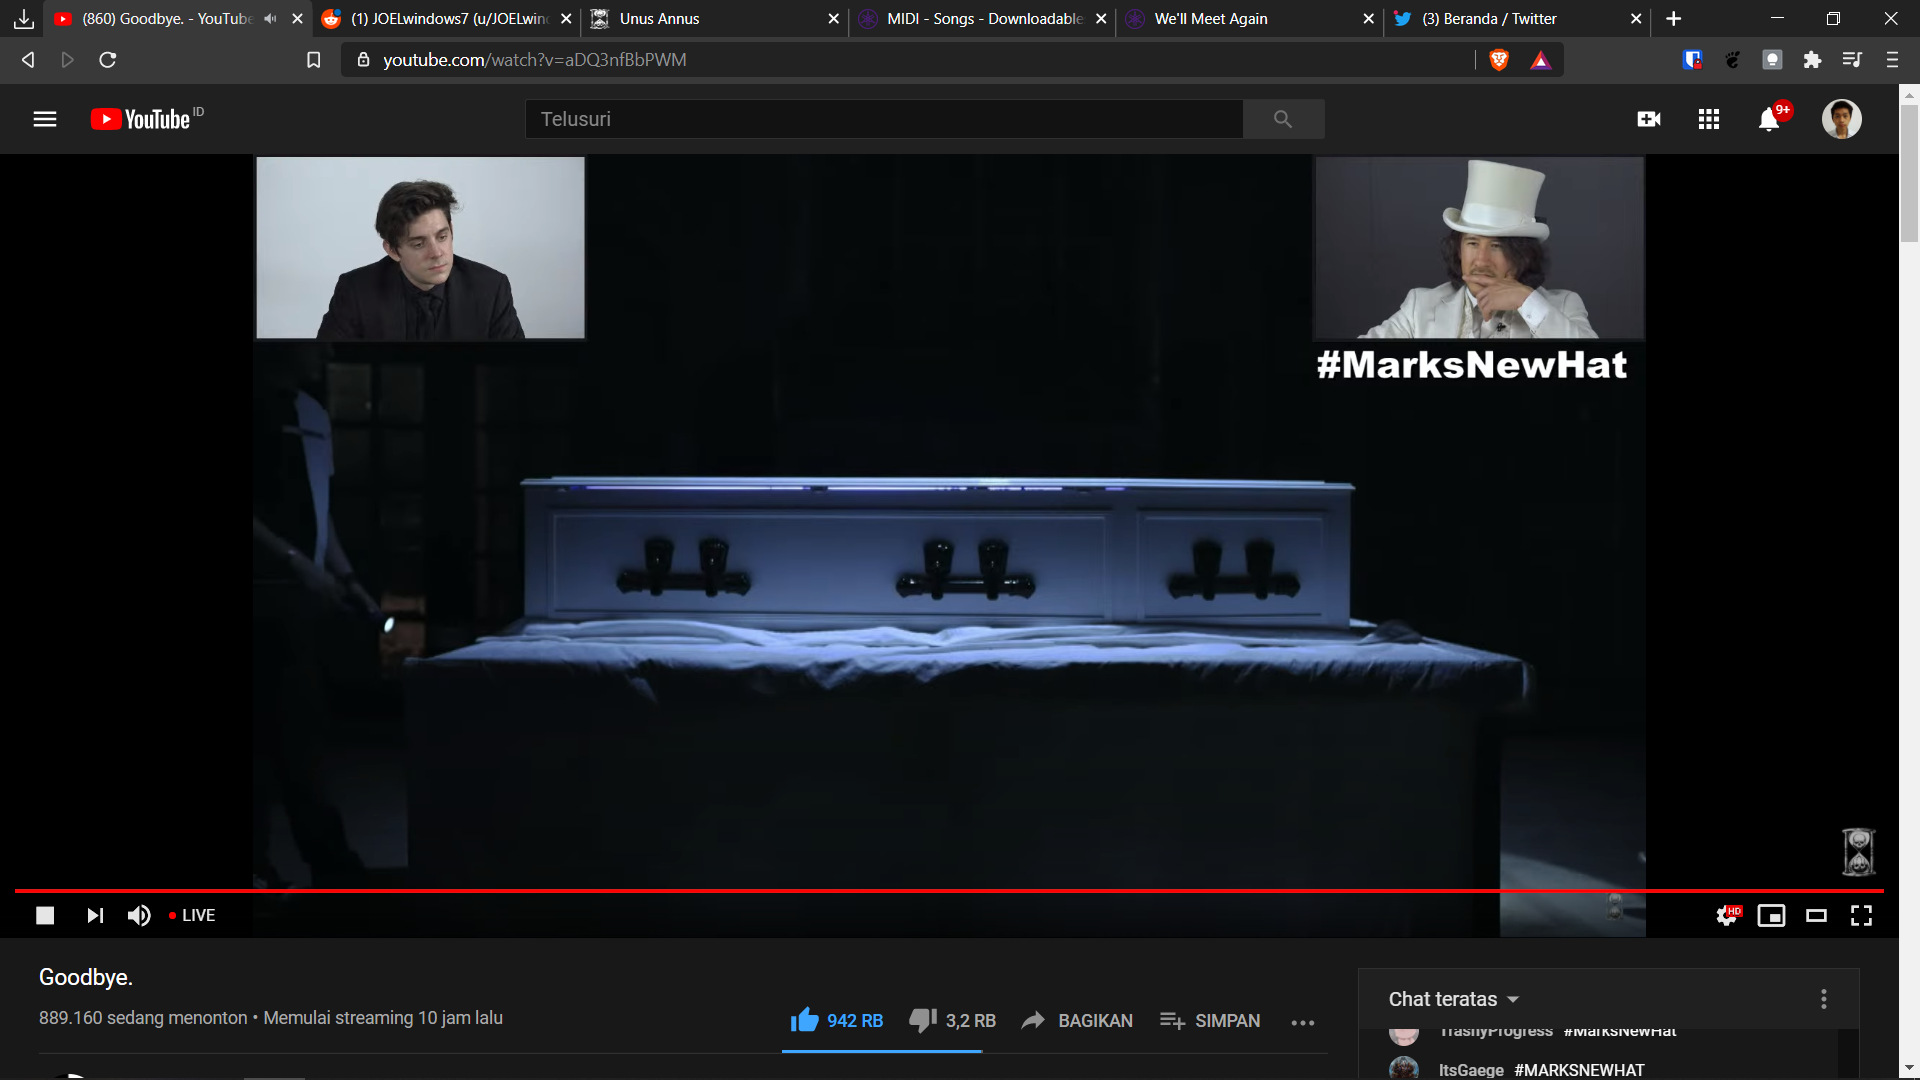 (860) Goodbye. - YouTube
(1) JOELwindows7 (u/JOELwin
Unus Annus
MIDI - Songs - Downloadable
We'll Meet Again
(3) Beranda / Twitter
youtube.com/watch?v=aDQ3nfBbPWM
YouTube ID
Telusuri
9+
#MarksNewHat
LIVE
HD
Goodbye.
889.160 sedang menonton • Memulai streaming 10 jam lalu
942 RB
3,2 RB
BAGIKAN
SIMPAN
Chat teratas
TrashyProgress #MarksNewHat
ItsGaege #MARKSNEWHAT